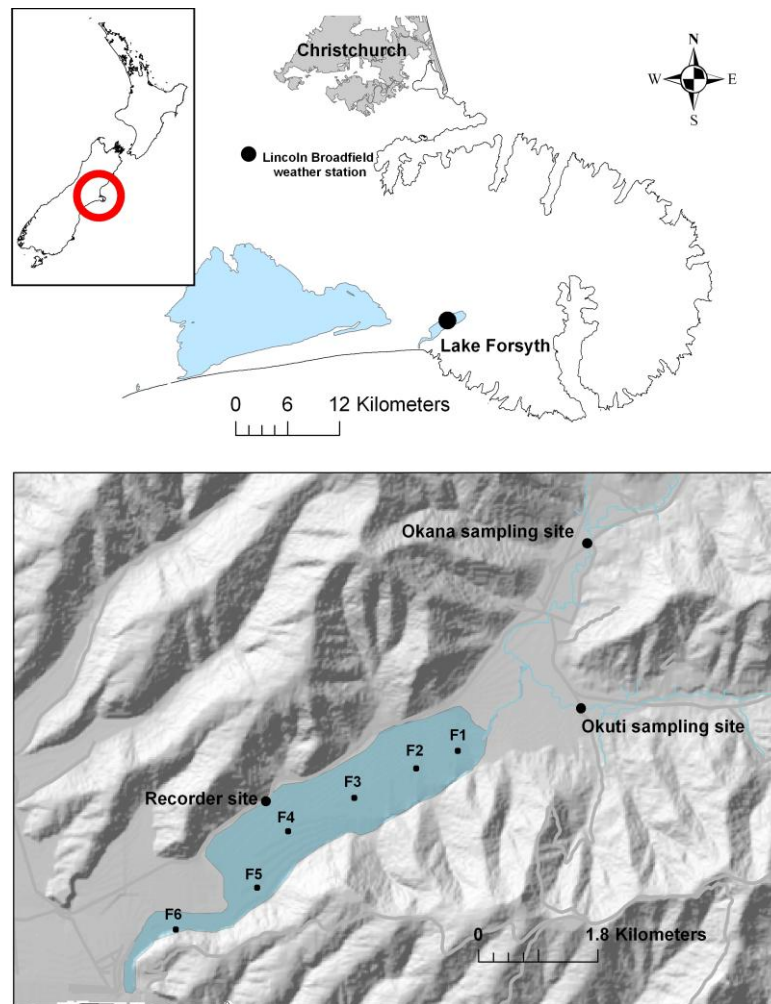 Christchurch
N
W
E
S
Lincoln Broadfield
weather station
Lake Forsyth
0 6 12 Kilometers
Okana sampling site
Okuti sampling site
F1
F2
F3
Recorder site
F4
F5
F6
0 1.8 Kilometers